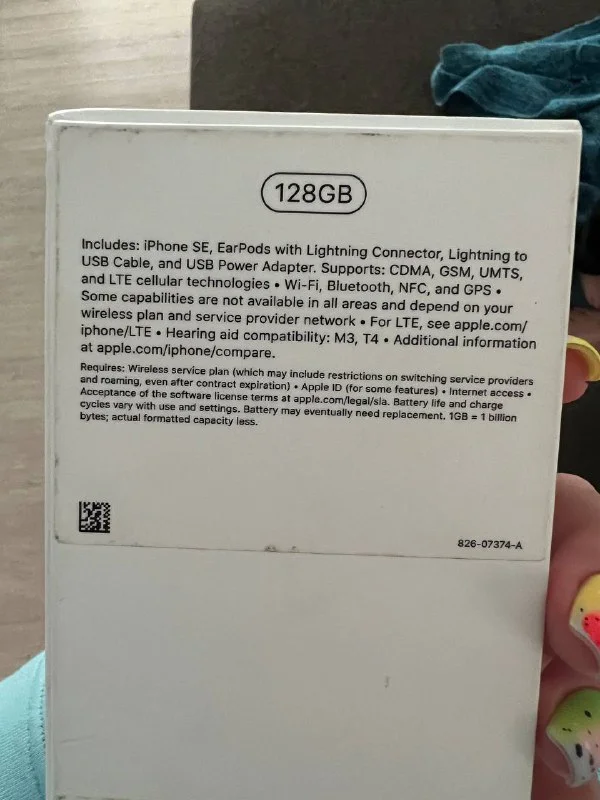 128GB
Includes: iPhone SE, EarPods with Lightning Connector, Lightning to
USB Cable, and USB Power Adapter. Supports: CDMA, GSM, UMTS,
and LTE cellular technologies • Wi-Fi, Bluetooth, NFC, and GPS •
Some capabilities are not available in all areas and depend on your
wireless plan and service provider network • For LTE, see apple.com/
iphone/LTE • Hearing aid compatibility: M3, T4 • Additional information
at apple.com/iphone/compare.
Requires: Wireless service plan (which may include restrictions on switching service providers
and roaming, even after contract expiration) • Apple ID (for some features) • Internet access •
Acceptance of the software license terms at apple.com/legal/sla. Battery life and charge
cycles vary with use and settings. Battery may eventually need replacement. 1GB = 1 billion
bytes; actual formatted capacity less.
826-07374-A